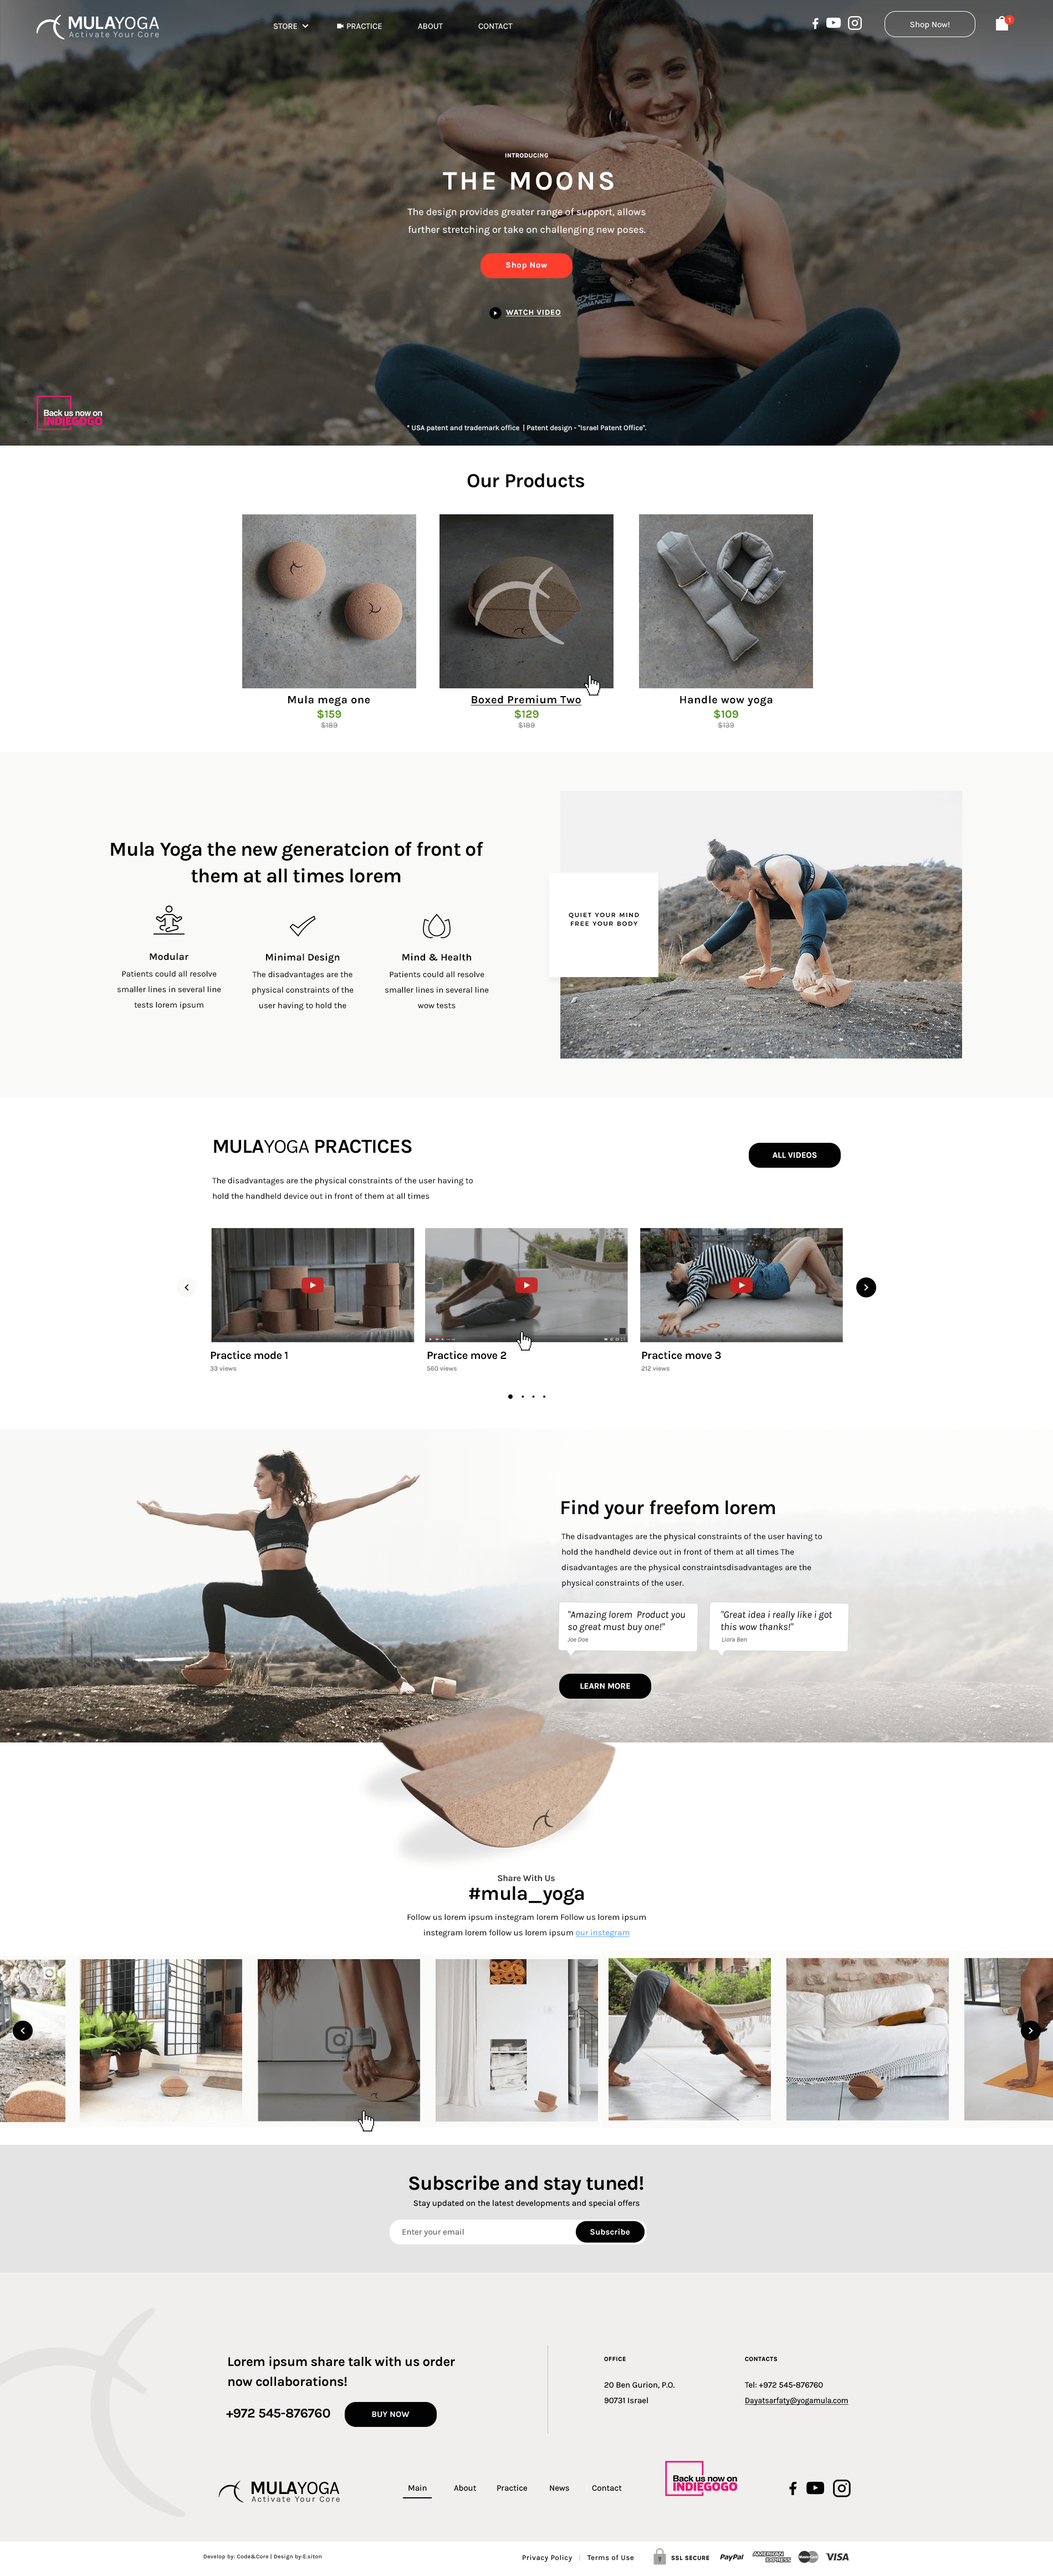 MULAYOGA
Activate Your Core
STORE
PRACTICE
ABOUT
CONTACT
Shop Now!
1
INTRODUCING
THE MOONS
The design provides greater range of support, allows
further stretching or take on challenging new poses.
Shop Now
WATCH VIDEO
Back us now on
INDIEGOGO
* USA patent and trademark office | Patent design - "Israel Patent Office".
Our Products
Mula mega one
$159
$189
Boxed Premium Two
$129
$189
Handle wow yoga
$109
$139
Mula Yoga the new generatcion of front of
them at all times lorem
Modular
Patients could all resolve
smaller lines in several line
tests lorem ipsum
Minimal Design
The disadvantages are the
physical constraints of the
user having to hold the
Mind & Health
Patients could all resolve
smaller lines in several line
wow tests
QUIET YOUR MIND
FREE YOUR BODY
MULAYOGA PRACTICES
ALL VIDEOS
The disadvantages are the physical constraints of the user having to
hold the handheld device out in front of them at all times
Practice mode 1
33 views
Practice move 2
560 views
Practice move 3
212 views
Find your freefom lorem
The disadvantages are the physical constraints of the user having to
hold the handheld device out in front of them at all times The
disadvantages are the physical constraintsdisadvantages are the
physical constraints of the user.
"Amazing lorem Product you
so great must buy one!"
Joe Doe
"Great idea i really like i got
this wow thanks!"
Liora Ben
LEARN MORE
Share With Us
#mula_yoga
Follow us lorem ipsum instegram lorem Follow us lorem ipsum
instegram lorem follow us lorem ipsum our instegram
Subscribe and stay tuned!
Stay updated on the latest developments and special offers
Enter your email
Subscribe
Lorem ipsum share talk with us order
now collaborations!
+972 545-876760
BUY NOW
OFFICE
20 Ben Gurion, P.O.
90731 Israel
CONTACTS
Tel: +972 545-876760
Dayatsarfaty@yogamula.com
MULAYOGA
Activate Your Core
Main
About
Practice
News
Contact
Back us now on
INDIEGOGO
Develop by: Code&Core | Design by:E.siton
Privacy Policy | Terms of Use
SSL SECURE
PayPal
AMERICAN EXPRESS
MasterCard
VISA